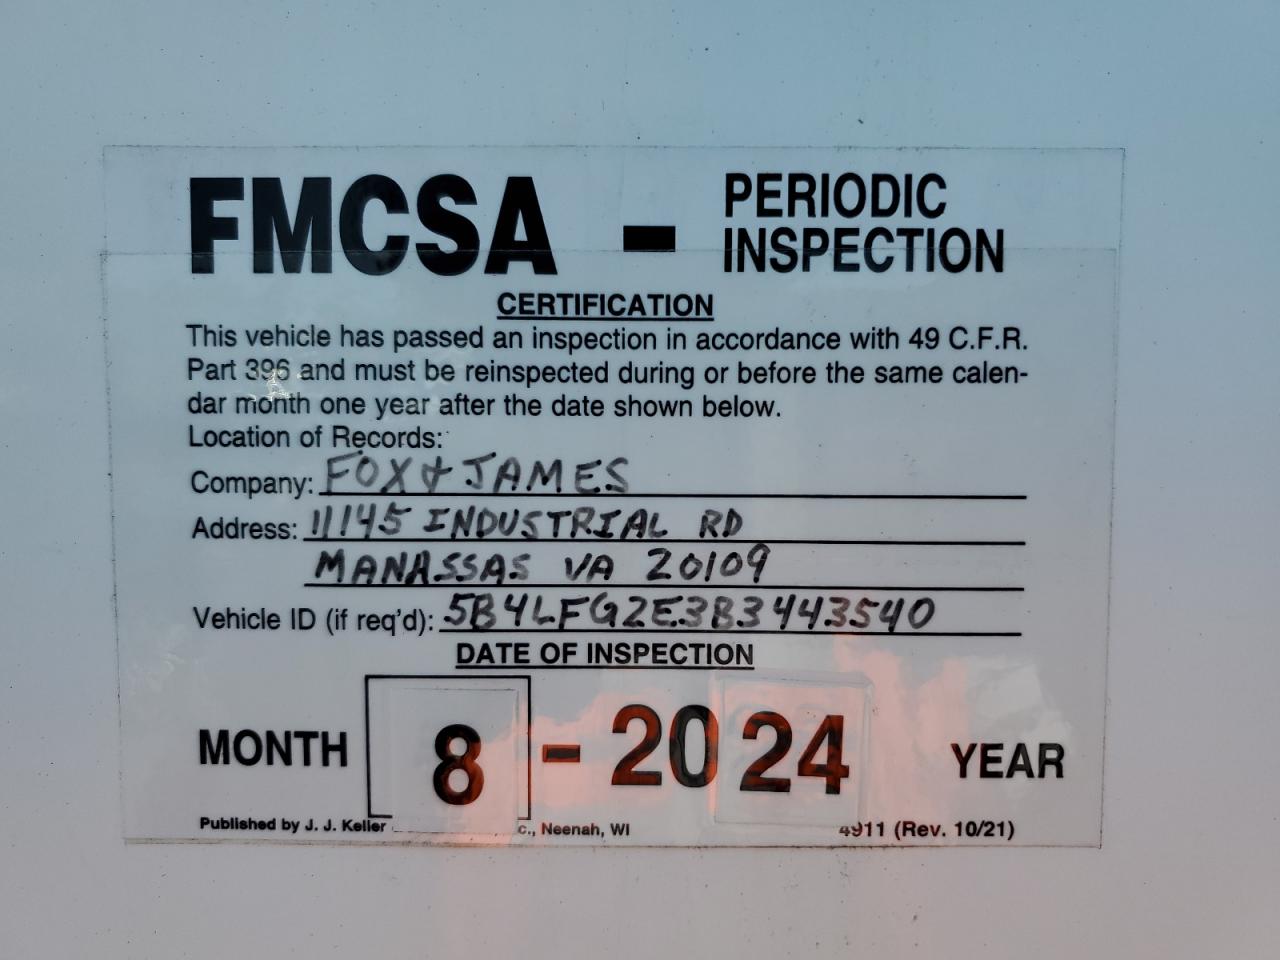 FMCSA - PERIODIC INSPECTION
CERTIFICATION
This vehicle has passed an inspection in accordance with 49 C.F.R.
Part 396 and must be reinspected during or before the same calen-
dar month one year after the date shown below.
Location of Records:
Company: FOX & JAMES
Address: 11145 INDUSTRIAL RD
MANASSAS VA 20109
Vehicle ID (if req'd): 5B4LFG2E3B3443540
DATE OF INSPECTION
MONTH 8 - 2024 YEAR
Published by J. J. Keller c., Neenah, WI 4911 (Rev. 10/21)